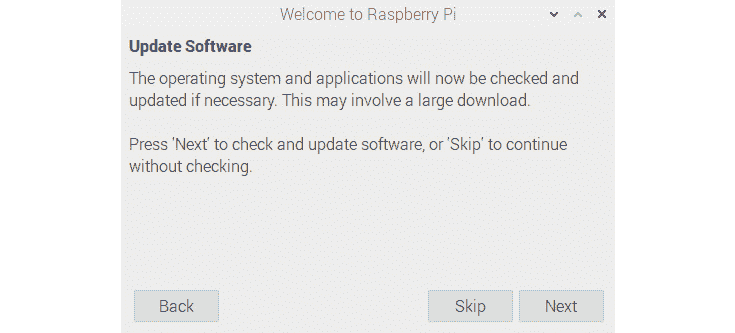 Welcome to Raspberry Pi
Update Software
The operating system and applications will now be checked and
updated if necessary. This may involve a large download.
Press 'Next' to check and update software, or 'Skip' to continue
without checking.
Back
Skip
Next